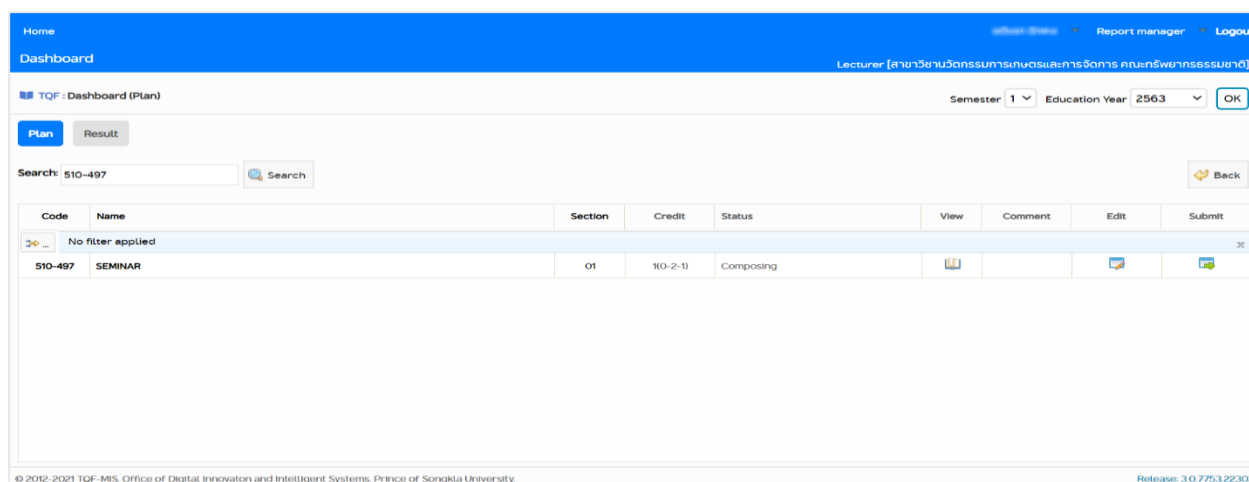 Home Report manager Logou
Dashboard
Lecturer [สาขาวิชานวัตกรรมการเกษตรและการจัดการ คณะทรัพยากรธรรมชาติ]
TQF : Dashboard (Plan) Semester 1 Education Year 2563 OK
Plan Result
Search: 510-497 Search Back
Code Name Section Credit Status View Comment Edit Submit
... No filter applied
510-497 SEMINAR 01 1(0-2-1) Composing
© 2012-2021 TQF-MIS. Office of Digital Innovaton and Intelligent Systems. Prince of Songkla University. Release: 3.0.7753.2230